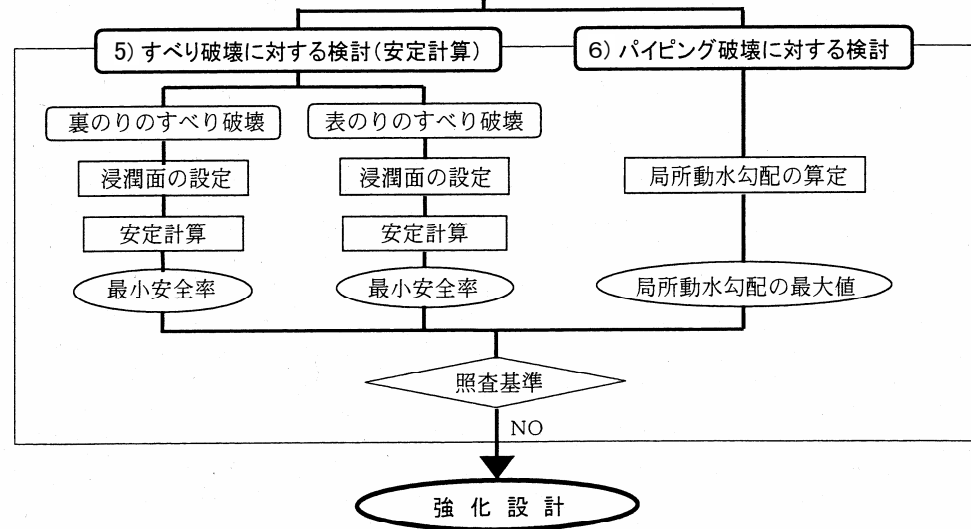 5) すべり破壊に対する検討(安定計算)
6) パイピング破壊に対する検討
裏のりのすべり破壊
表のりのすべり破壊
浸潤面の設定
浸潤面の設定
局所動水勾配の算定
安定計算
安定計算
最小安全率
最小安全率
局所動水勾配の最大値
照査基準
NO
強 化 設 計